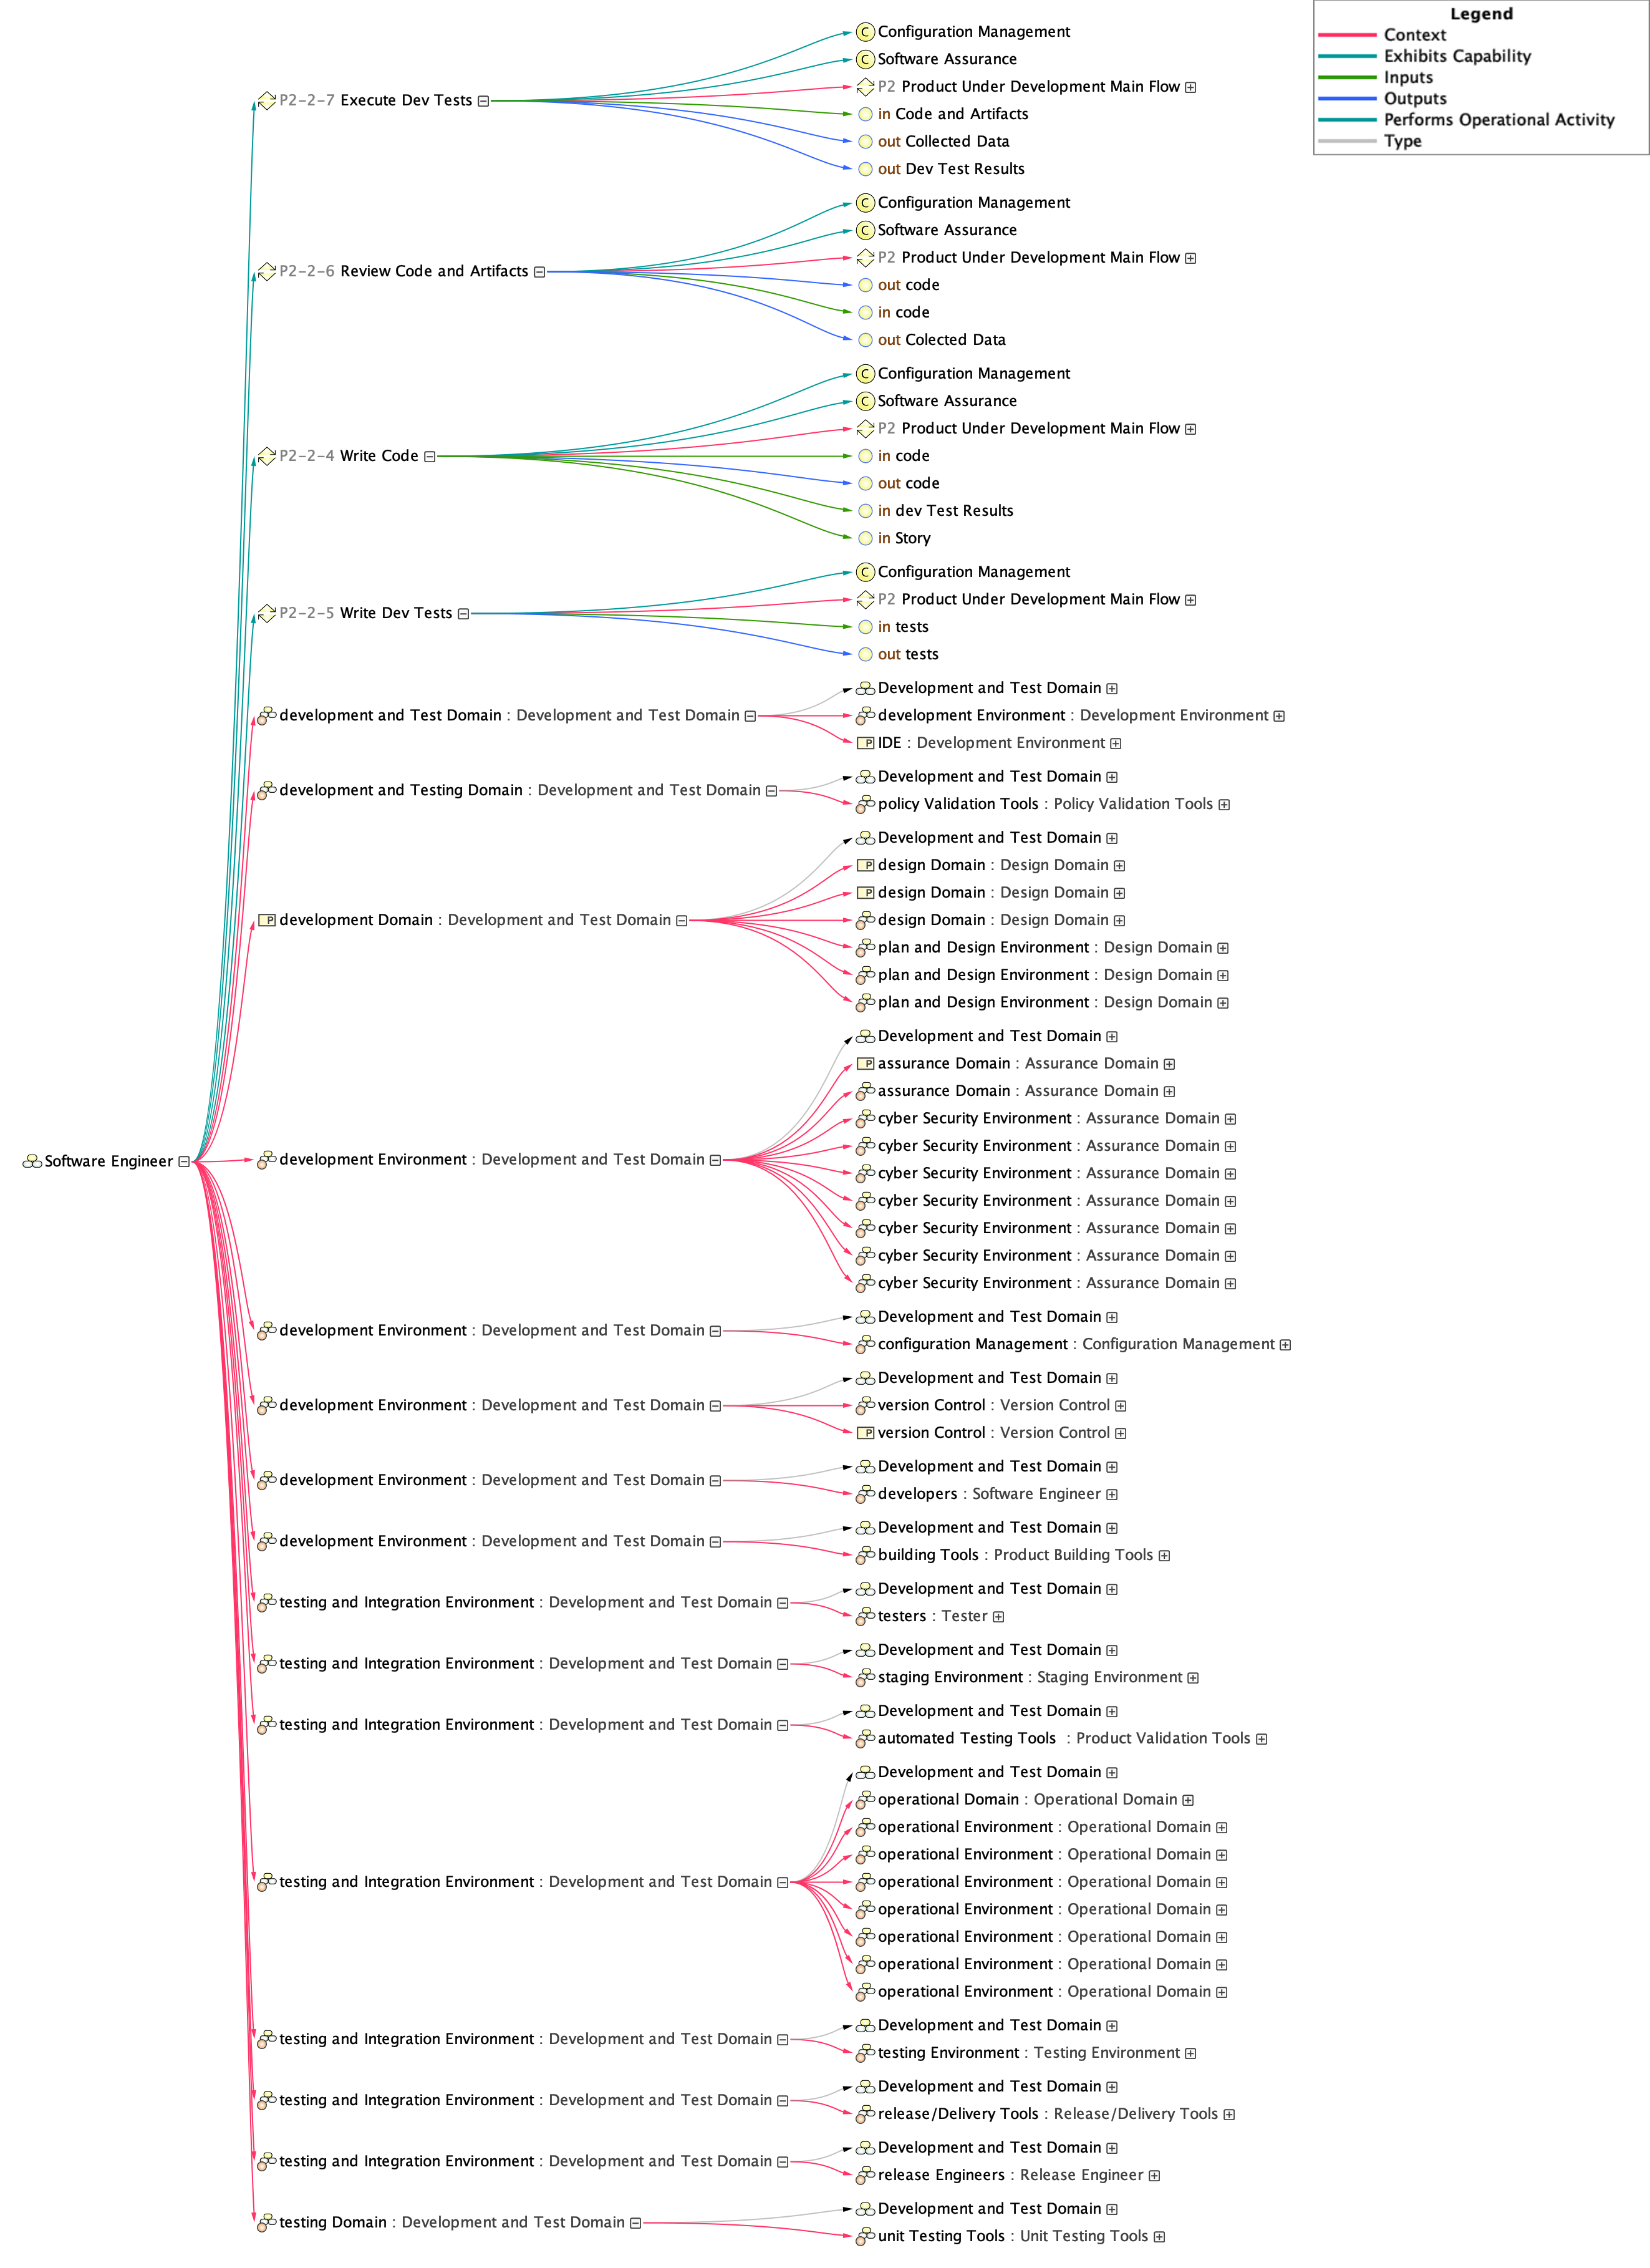 Legend
Context
Exhibits Capability
Inputs
Outputs
Performs Operational Activity
Type
Software Engineer
P2-2-7 Execute Dev Tests
Configuration Management
Software Assurance
P2 Product Under Development Main Flow
in Code and Artifacts
out Collected Data
out Dev Test Results
P2-2-6 Review Code and Artifacts
Configuration Management
Software Assurance
P2 Product Under Development Main Flow
out code
in code
out Colected Data
P2-2-4 Write Code
Configuration Management
Software Assurance
P2 Product Under Development Main Flow
in code
out code
in dev Test Results
in Story
P2-2-5 Write Dev Tests
Configuration Management
P2 Product Under Development Main Flow
in tests
out tests
development and Test Domain : Development and Test Domain
Development and Test Domain
development Environment : Development Environment
IDE : Development Environment
development and Testing Domain : Development and Test Domain
Development and Test Domain
policy Validation Tools : Policy Validation Tools
development Domain : Development and Test Domain
Development and Test Domain
design Domain : Design Domain
design Domain : Design Domain
design Domain : Design Domain
plan and Design Environment : Design Domain
plan and Design Environment : Design Domain
plan and Design Environment : Design Domain
development Environment : Development and Test Domain
Development and Test Domain
assurance Domain : Assurance Domain
assurance Domain : Assurance Domain
cyber Security Environment : Assurance Domain
cyber Security Environment : Assurance Domain
cyber Security Environment : Assurance Domain
cyber Security Environment : Assurance Domain
cyber Security Environment : Assurance Domain
cyber Security Environment : Assurance Domain
cyber Security Environment : Assurance Domain
development Environment : Development and Test Domain
Development and Test Domain
configuration Management : Configuration Management
development Environment : Development and Test Domain
Development and Test Domain
version Control : Version Control
version Control : Version Control
development Environment : Development and Test Domain
Development and Test Domain
developers : Software Engineer
development Environment : Development and Test Domain
Development and Test Domain
building Tools : Product Building Tools
testing and Integration Environment : Development and Test Domain
Development and Test Domain
testers : Tester
testing and Integration Environment : Development and Test Domain
Development and Test Domain
staging Environment : Staging Environment
testing and Integration Environment : Development and Test Domain
Development and Test Domain
automated Testing Tools : Product Validation Tools
testing and Integration Environment : Development and Test Domain
Development and Test Domain
operational Domain : Operational Domain
operational Environment : Operational Domain
operational Environment : Operational Domain
operational Environment : Operational Domain
operational Environment : Operational Domain
operational Environment : Operational Domain
operational Environment : Operational Domain
operational Environment : Operational Domain
testing and Integration Environment : Development and Test Domain
Development and Test Domain
testing Environment : Testing Environment
testing and Integration Environment : Development and Test Domain
Development and Test Domain
release/Delivery Tools : Release/Delivery Tools
testing and Integration Environment : Development and Test Domain
Development and Test Domain
release Engineers : Release Engineer
testing Domain : Development and Test Domain
Development and Test Domain
unit Testing Tools : Unit Testing Tools